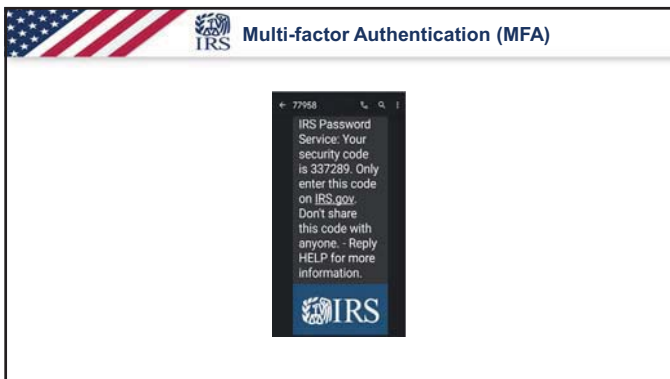 IRS
Multi-factor Authentication (MFA)
77958
IRS Password
Service: Your
security code
is 337289. Only
enter this code
on IRS.gov.
Don't share
this code with
anyone. - Reply
HELP for more
information.
IRS